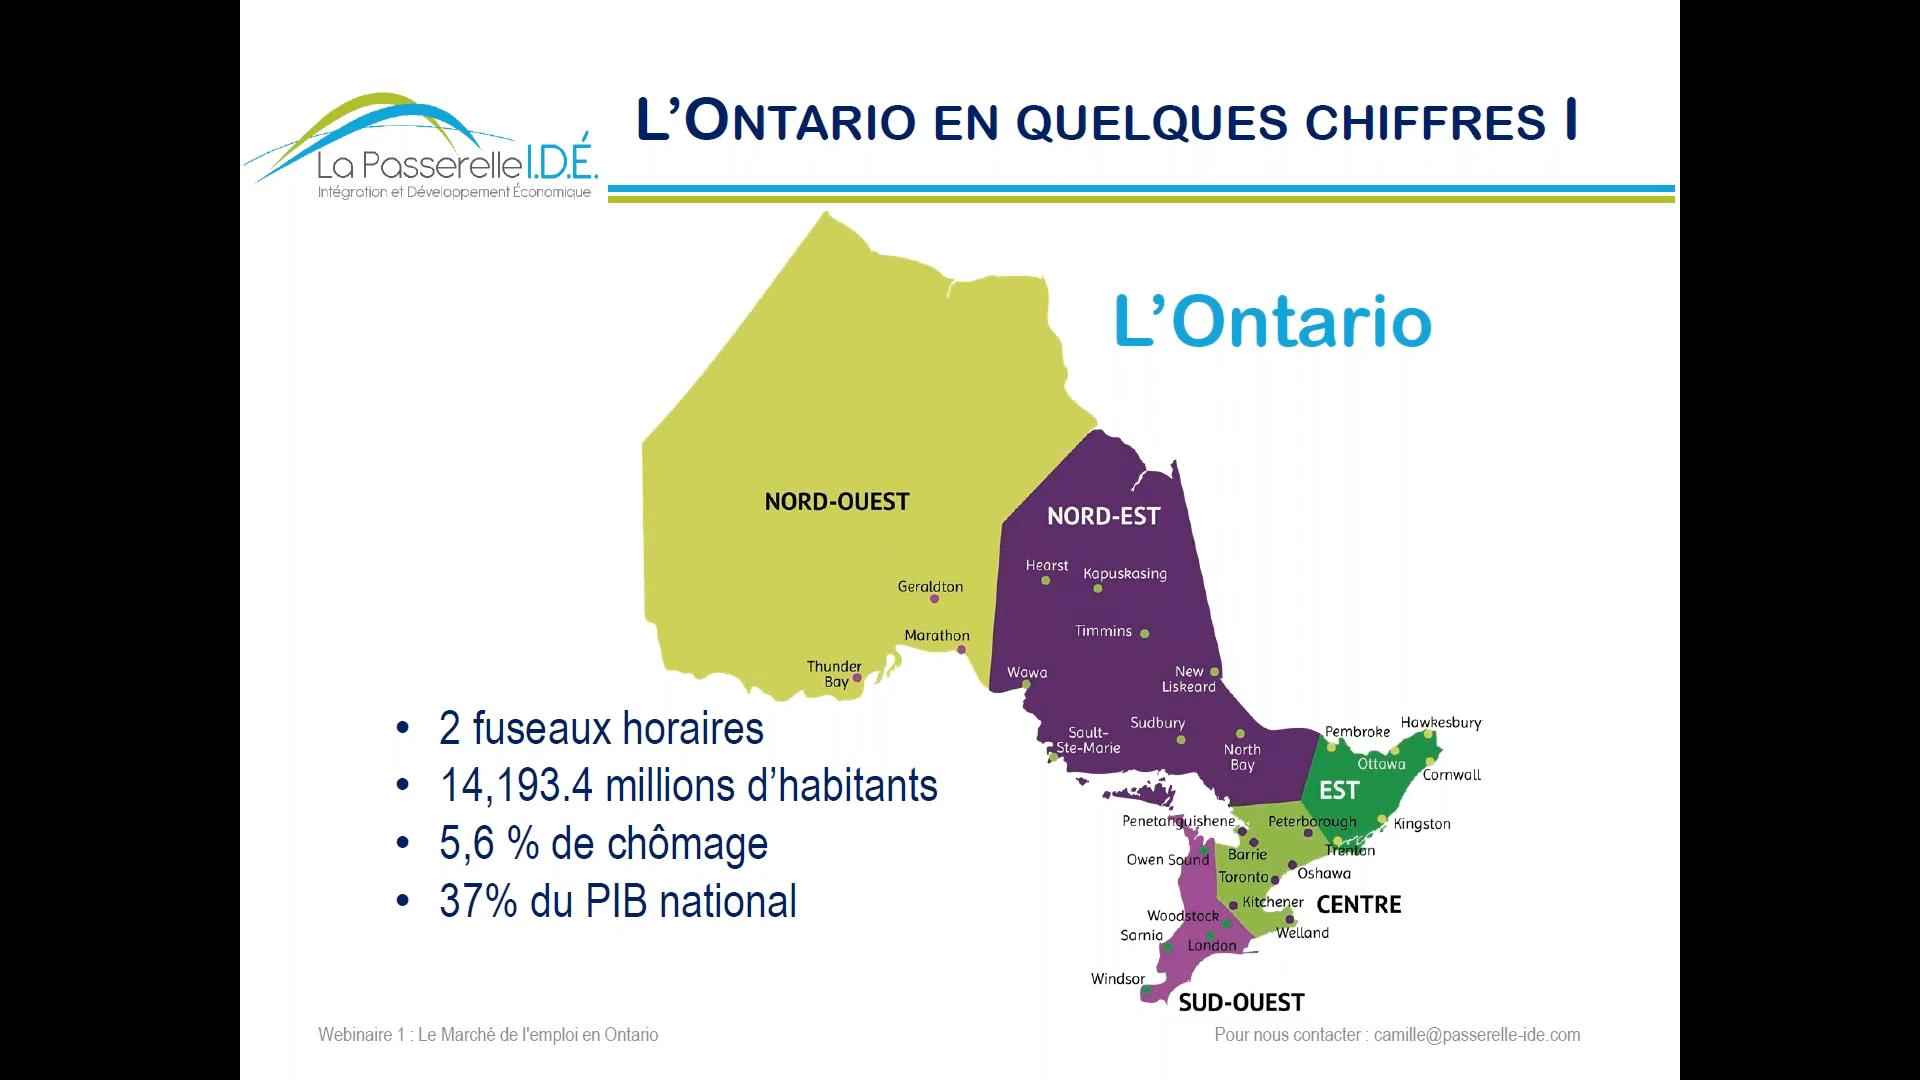 L'ONTARIO EN QUELQUES CHIFFRES I
La Passerelle I.D.É.
Intégration et Développement Économique
L'Ontario
NORD-OUEST
NORD-EST
Hearst
Kapuskasing
Geraldton
Timmins
Marathon
Thunder
Bay
Wawa
New
Liskeard
Sudbury
Sault-
Ste-Marie
North
Bay
Pembroke
Hawkesbury
Ottawa
Cornwall
EST
Penetanguishene
Peterborough
Kingston
Owen Sound
Barrie
Trenton
Toronto
Oshawa
Kitchener
CENTRE
Woodstock
Sarnia
London
Welland
Windsor
SUD-OUEST
• 2 fuseaux horaires
• 14,193.4 millions d'habitants
• 5,6 % de chômage
• 37% du PIB national
Webinaire 1 : Le Marché de l'emploi en Ontario
Pour nous contacter : camille@passerelle-ide.com